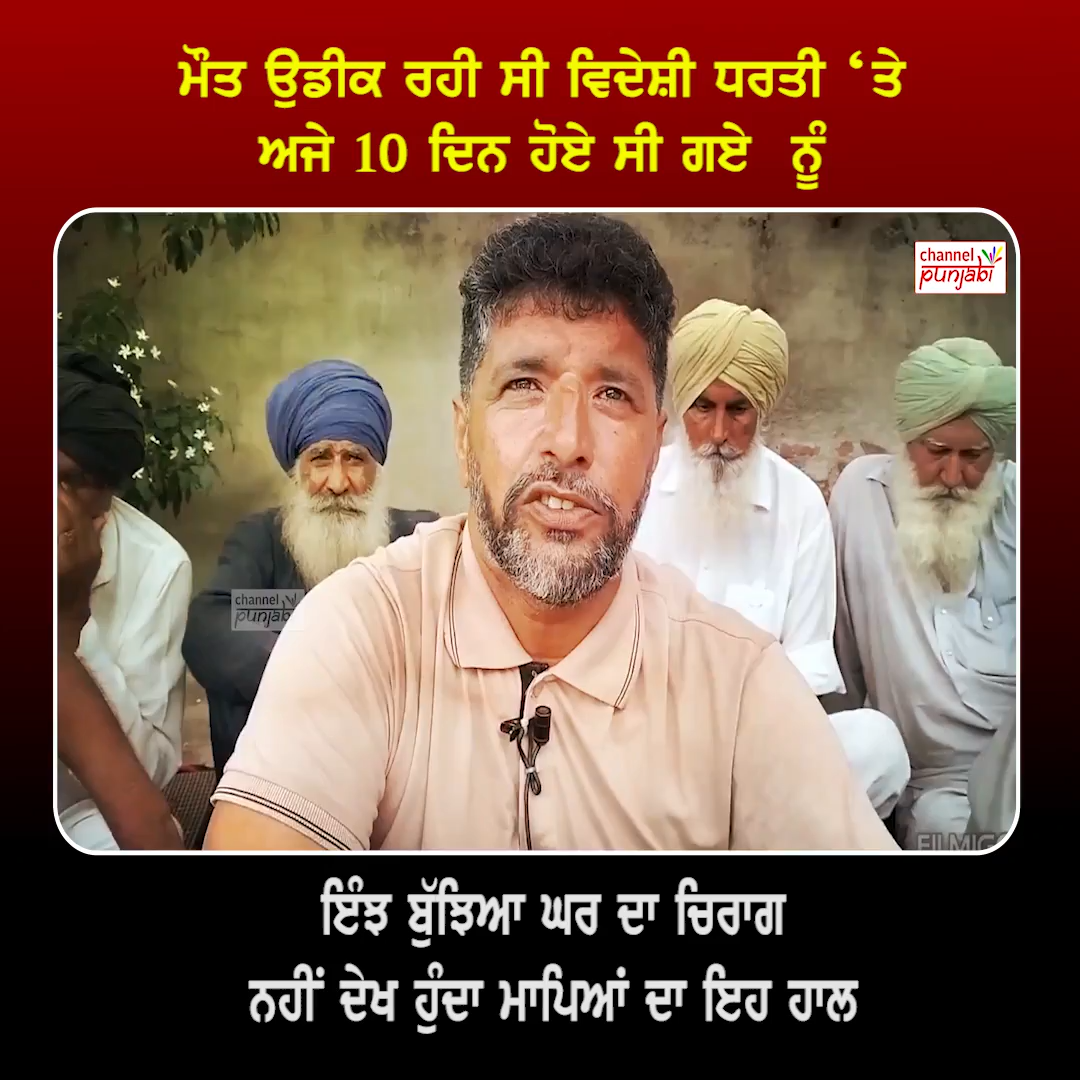 ਮੌਤ ਉਡੀਕ ਰਹੀ ਸੀ ਵਿਦੇਸ਼ੀ ਧਰਤੀ ‘ਤੇ
ਅਜੇ 10 ਦਿਨ ਹੋਏ ਸੀ ਗਏ ਨੂੰ
channel
punjabi
channel
punjabi
ਇੰਝ ਬੁੱਝਿਆ ਘਰ ਦਾ ਚਿਰਾਗ
ਨਹੀਂ ਦੇਖ ਹੁੰਦਾ ਮਾਪਿਆਂ ਦਾ ਇਹ ਹਾਲ